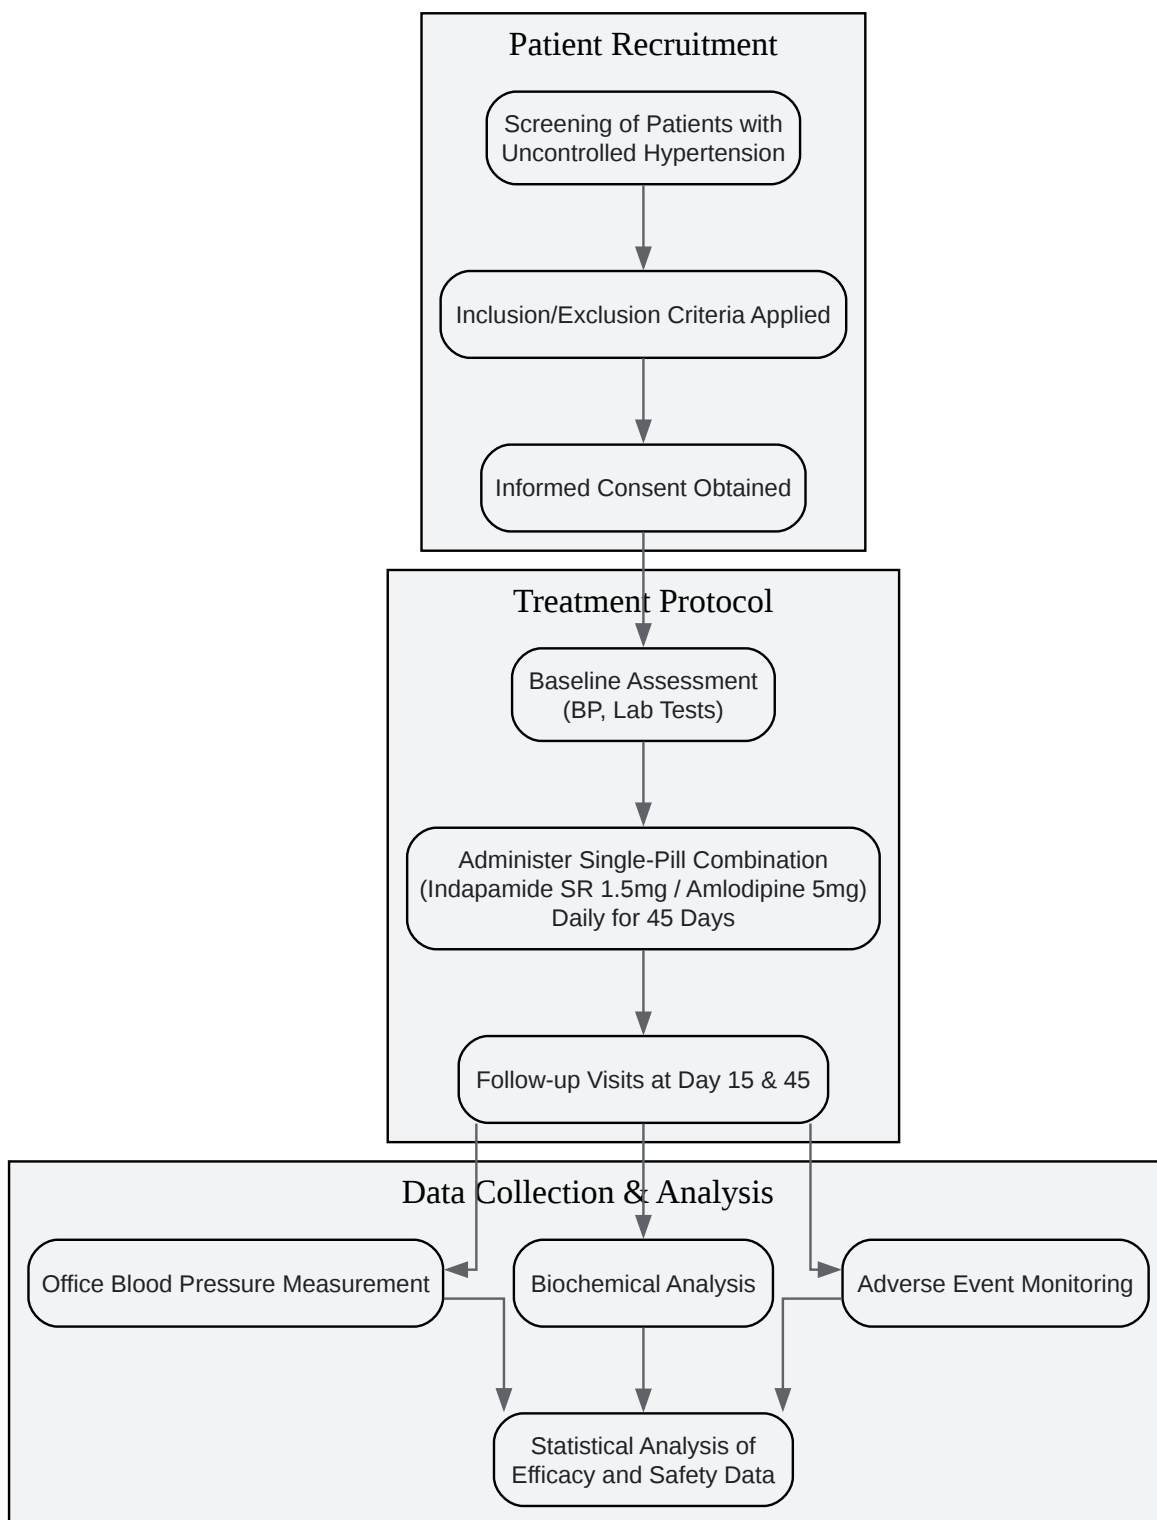 Patient Recruitment
Screening of Patients with
Uncontrolled Hypertension
Inclusion/Exclusion Criteria Applied
Informed Consent Obtained
Treatment Protocol
Baseline Assessment
(BP, Lab Tests)
Administer Single-Pill Combination
(Indapamide SR 1.5mg / Amlodipine 5mg)
Daily for 45 Days
Follow-up Visits at Day 15 & 45
Data Collection & Analysis
Office Blood Pressure Measurement
Biochemical Analysis
Adverse Event Monitoring
Statistical Analysis of
Efficacy and Safety Data